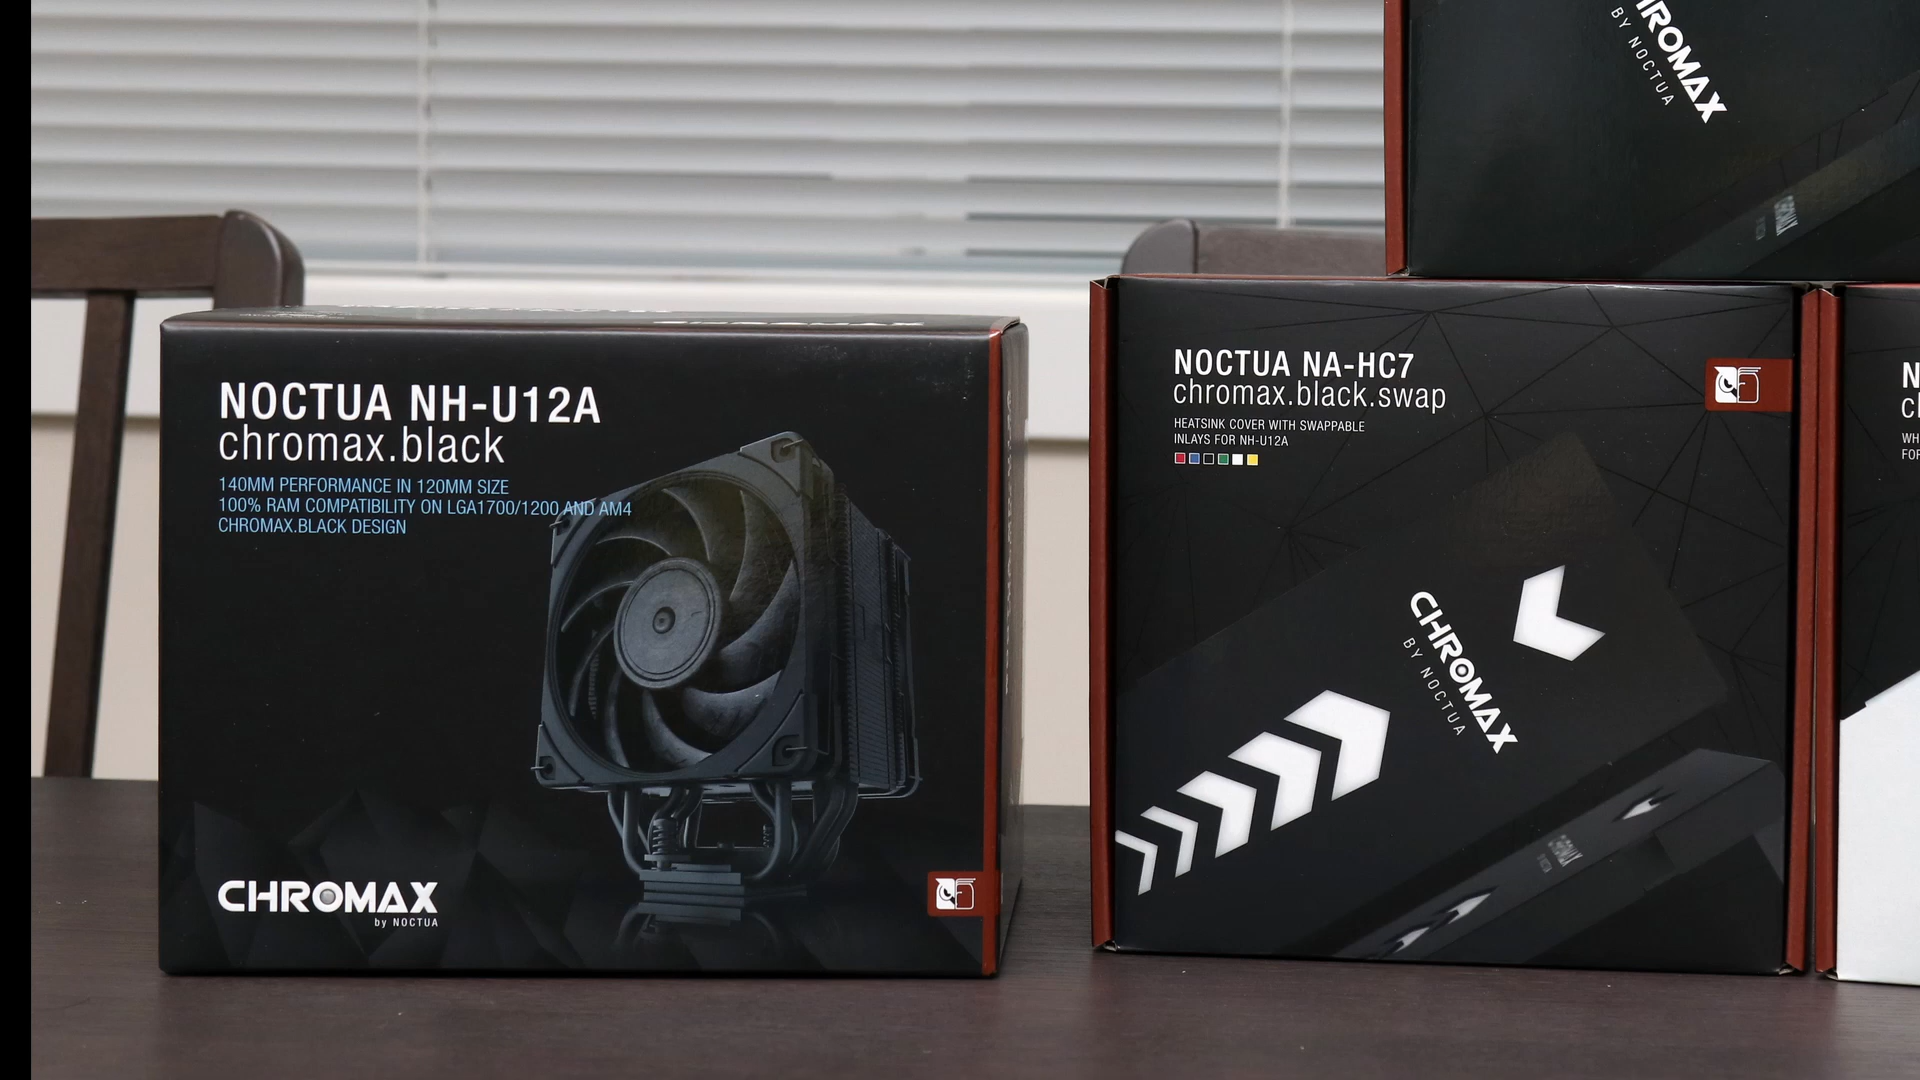 NOCTUA NH-U12A
chromax.black
140MM PERFORMANCE IN 120MM SIZE
100% RAM COMPATIBILITY ON LGA1700/1200 AND AM4
CHROMAX.BLACK DESIGN
CHROMAX
by NOCTUA
NOCTUA NA-HC7
chromax.black.swap
HEATSINK COVER WITH SWAPPABLE
INLAYS FOR NH-U12A
CHROMAX
BY NOCTUA
CHROMAX
BY NOCTUA